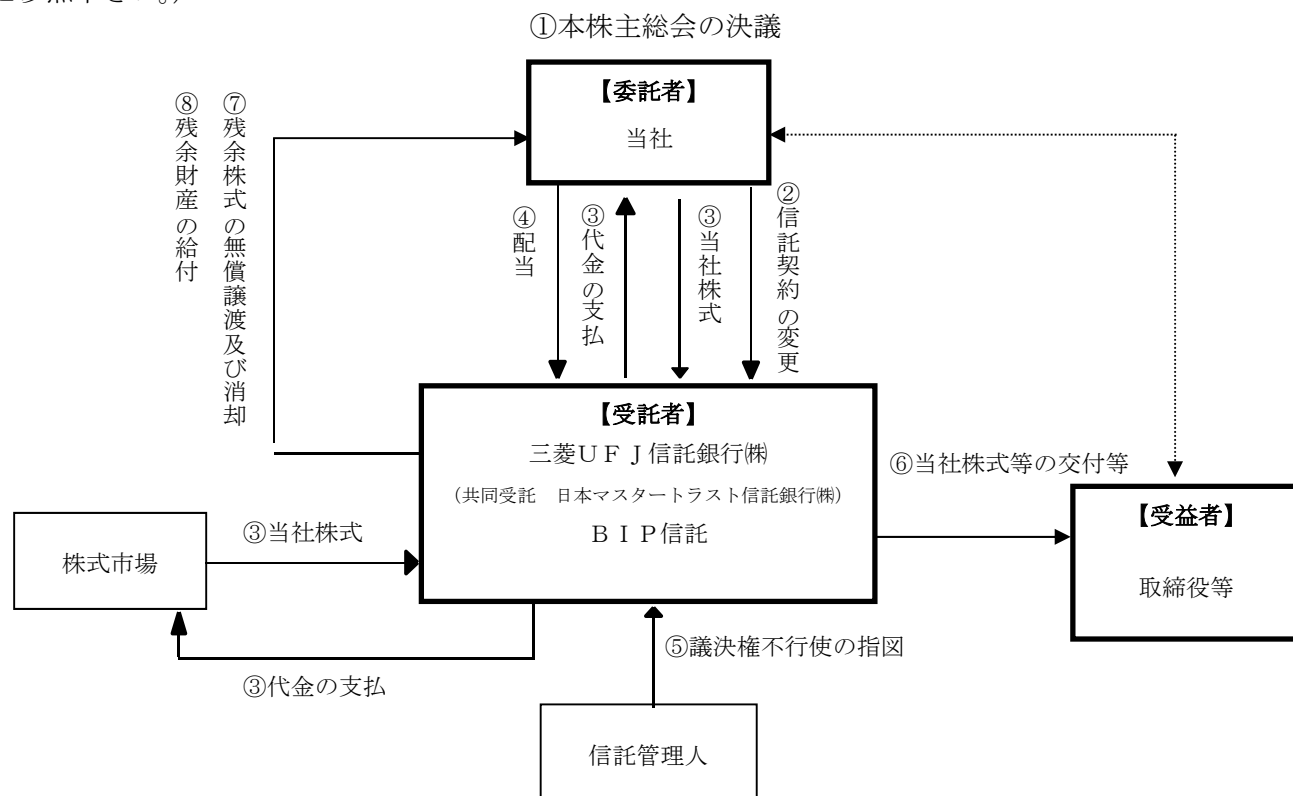 ご参照下さい。）
①本株主総会の決議
【委託者】
当社
⑧残余財産の給付
⑦残余株式の無償譲渡及び消却
④配当
③代金の支払
③当社株式
②信託契約の変更
【受託者】
三菱ＵＦＪ信託銀行㈱
（共同受託　日本マスタートラスト信託銀行㈱）
ＢＩＰ信託
⑥当社株式等の交付等
【受益者】
取締役等
株式市場
③当社株式
③代金の支払
⑤議決権不行使の指図
信託管理人